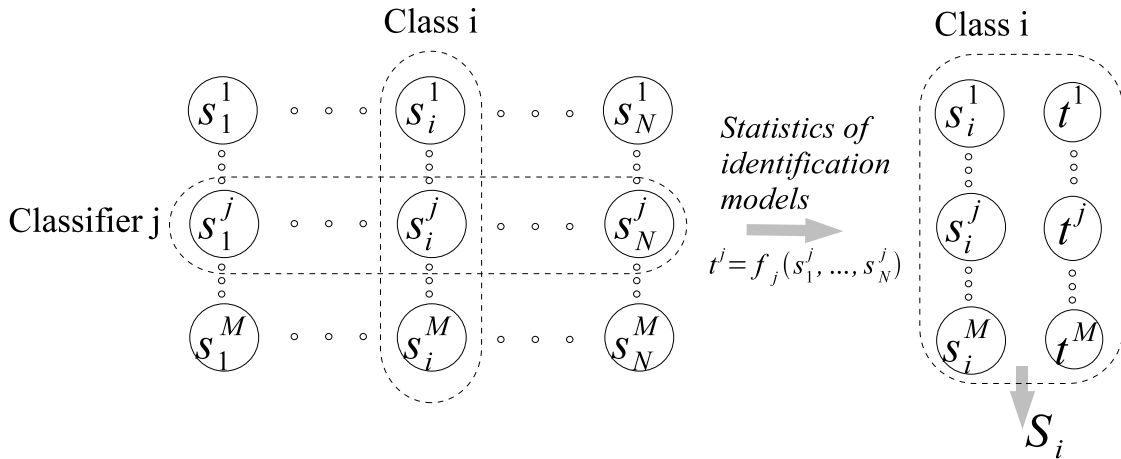 Class i
Class i
s_1^1 s_i^1 s_N^1
s_i^1 t^1
Statistics of
identification
models
Classifier j
s_1^j s_i^j s_N^j
s_i^j t^j
t^j = f_j(s_1^j, ..., s_N^j)
s_1^M s_i^M s_N^M
s_i^M t^M
S_i